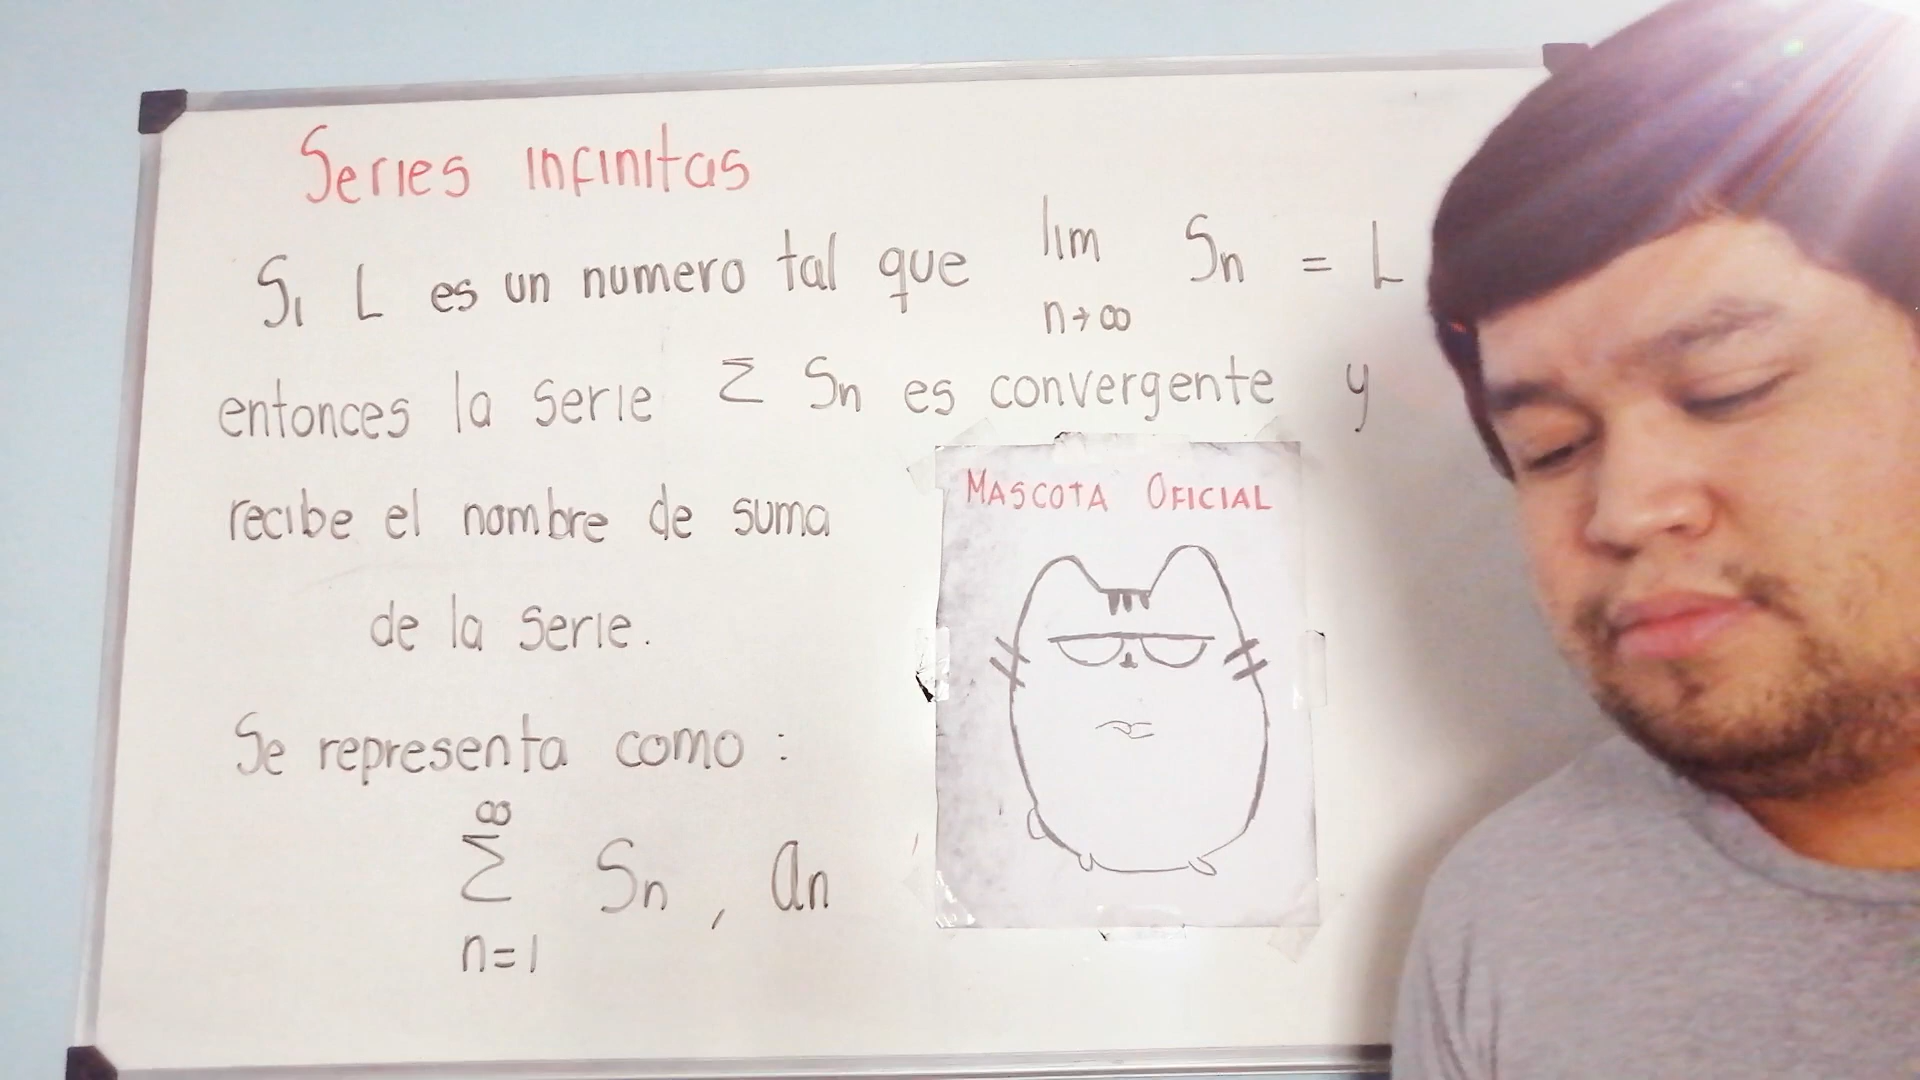 Series infinitas
Si L es un numero tal que lim Sn = L
n→∞
entonces la serie Σ Sn es convergente y
recibe el nombre de suma
de la serie.
MASCOTA OFICIAL
Se representa como :
∞
Σ Sn , an
n=1